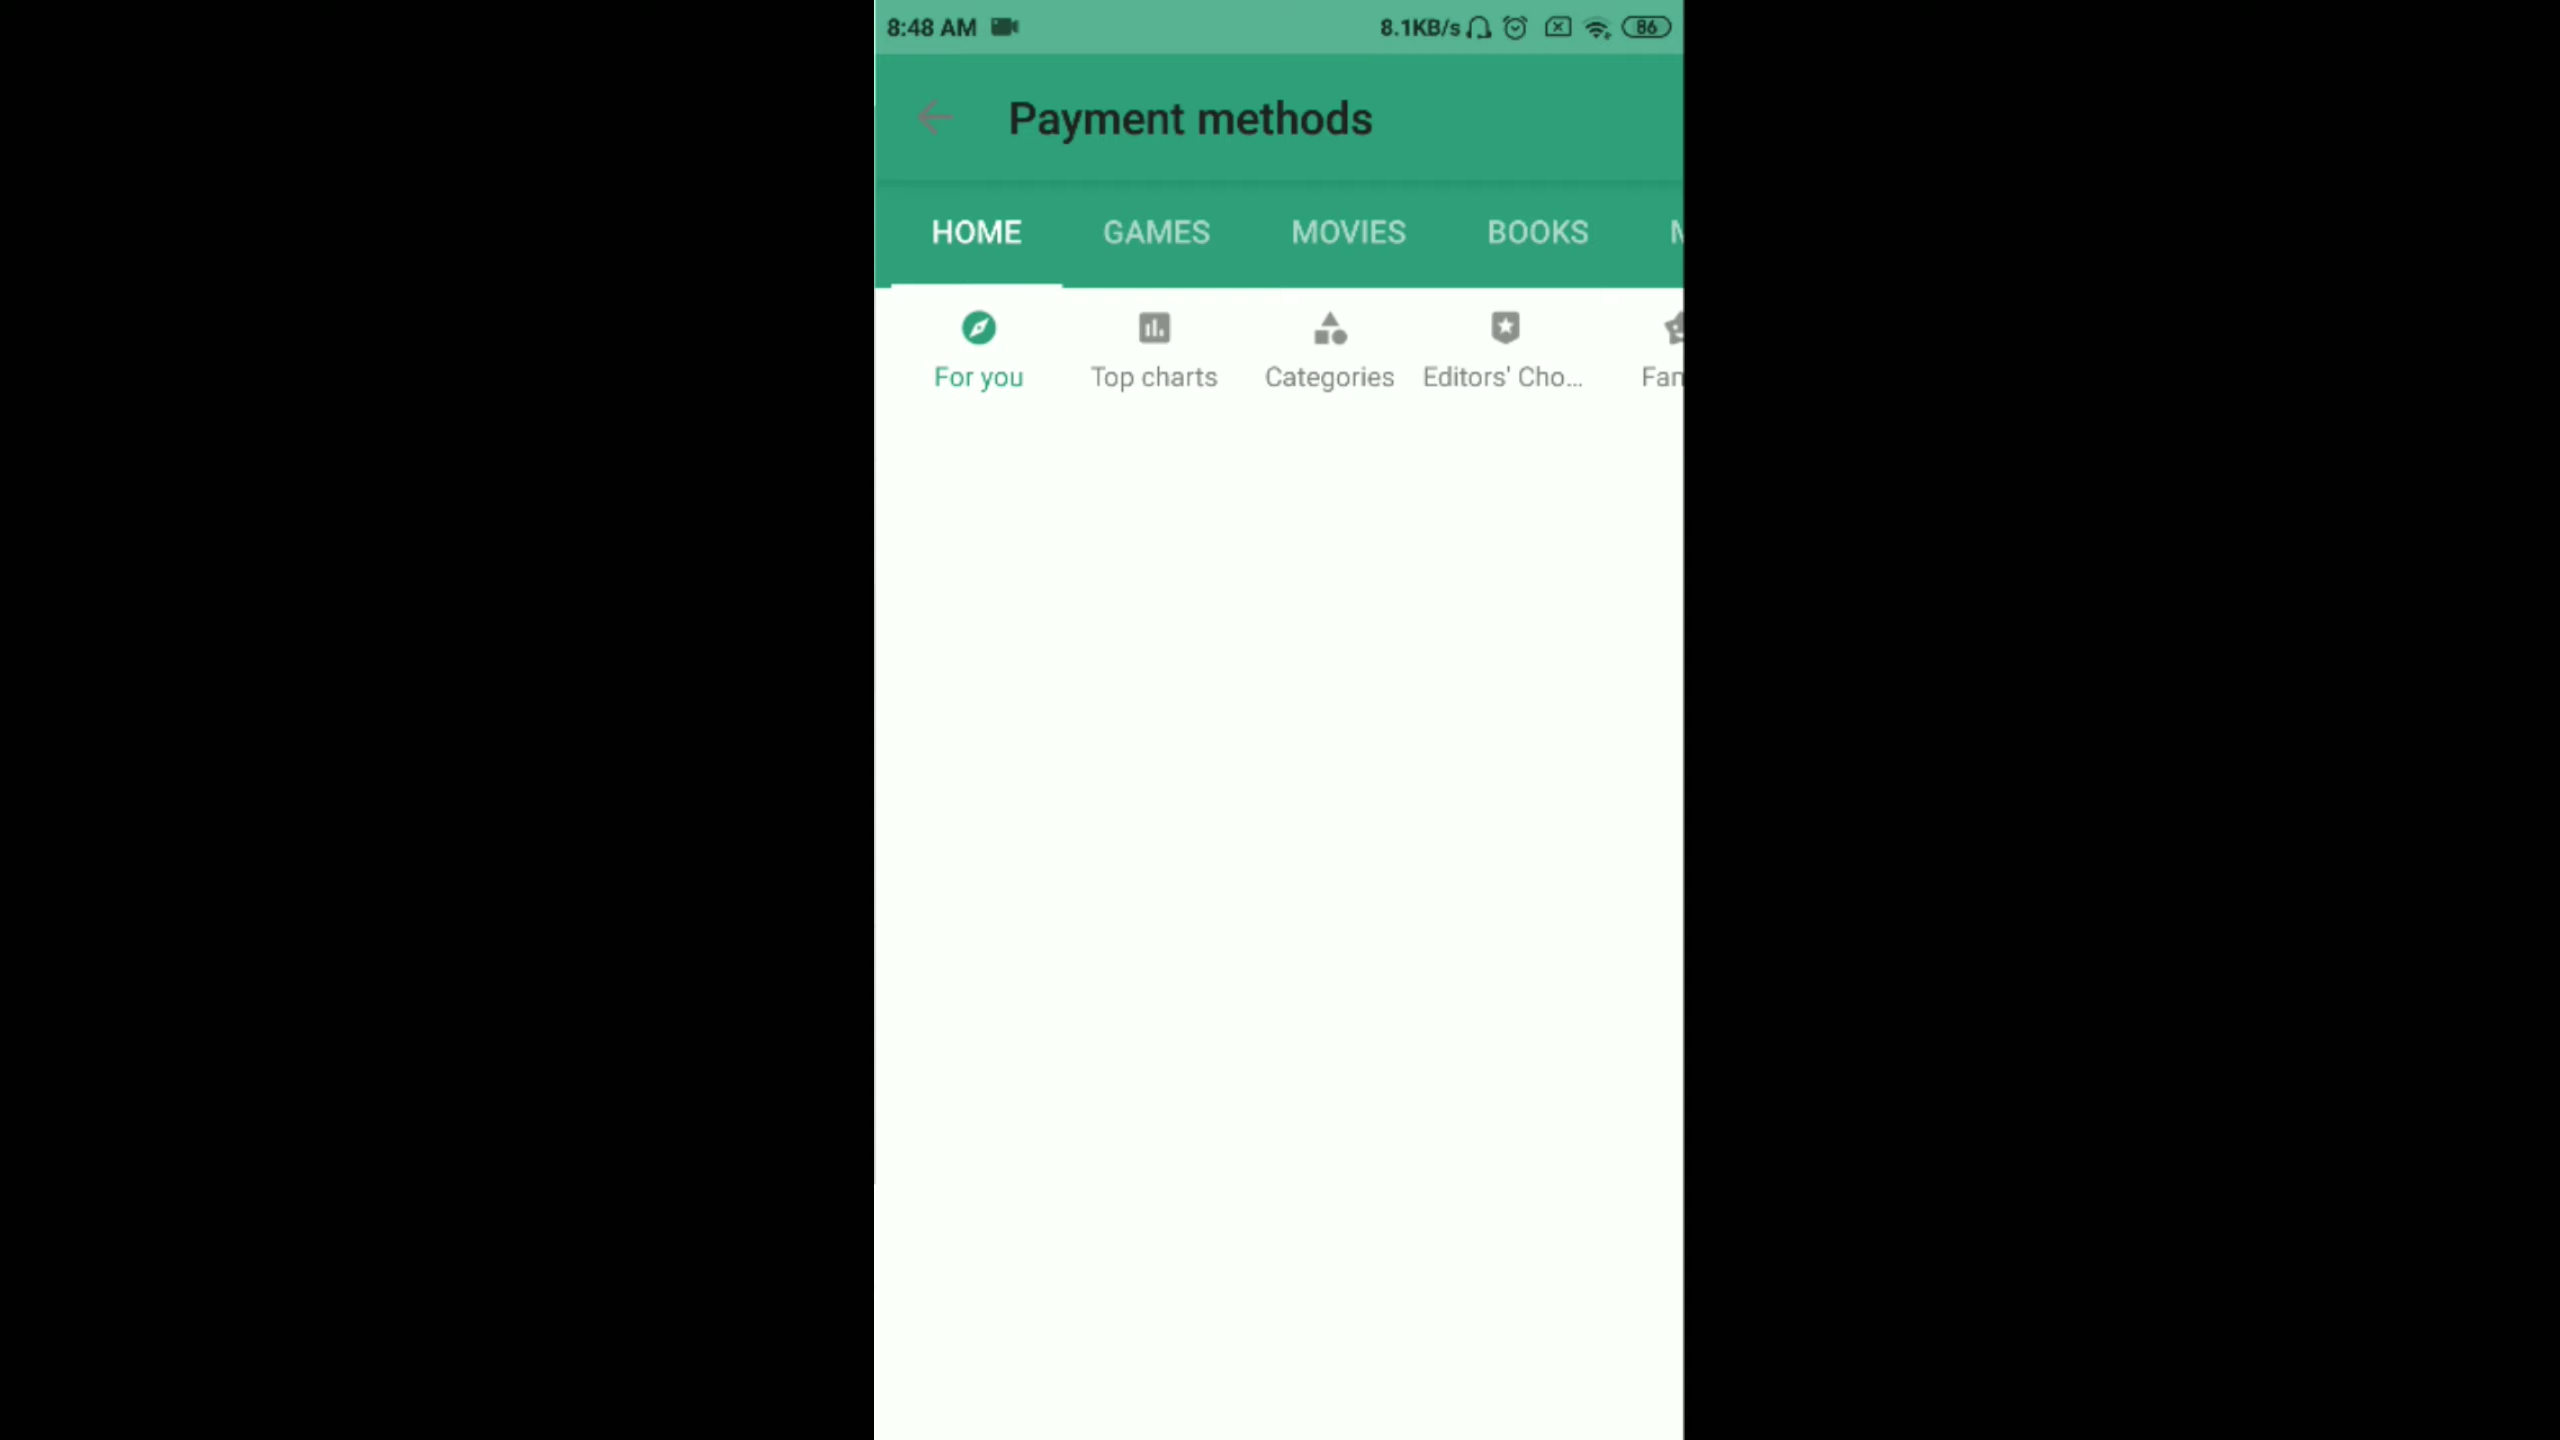 8:48 AM 8.1KB/s 86
Payment methods
HOME GAMES MOVIES BOOKS
For you Top charts Categories Editors' Cho... Fan